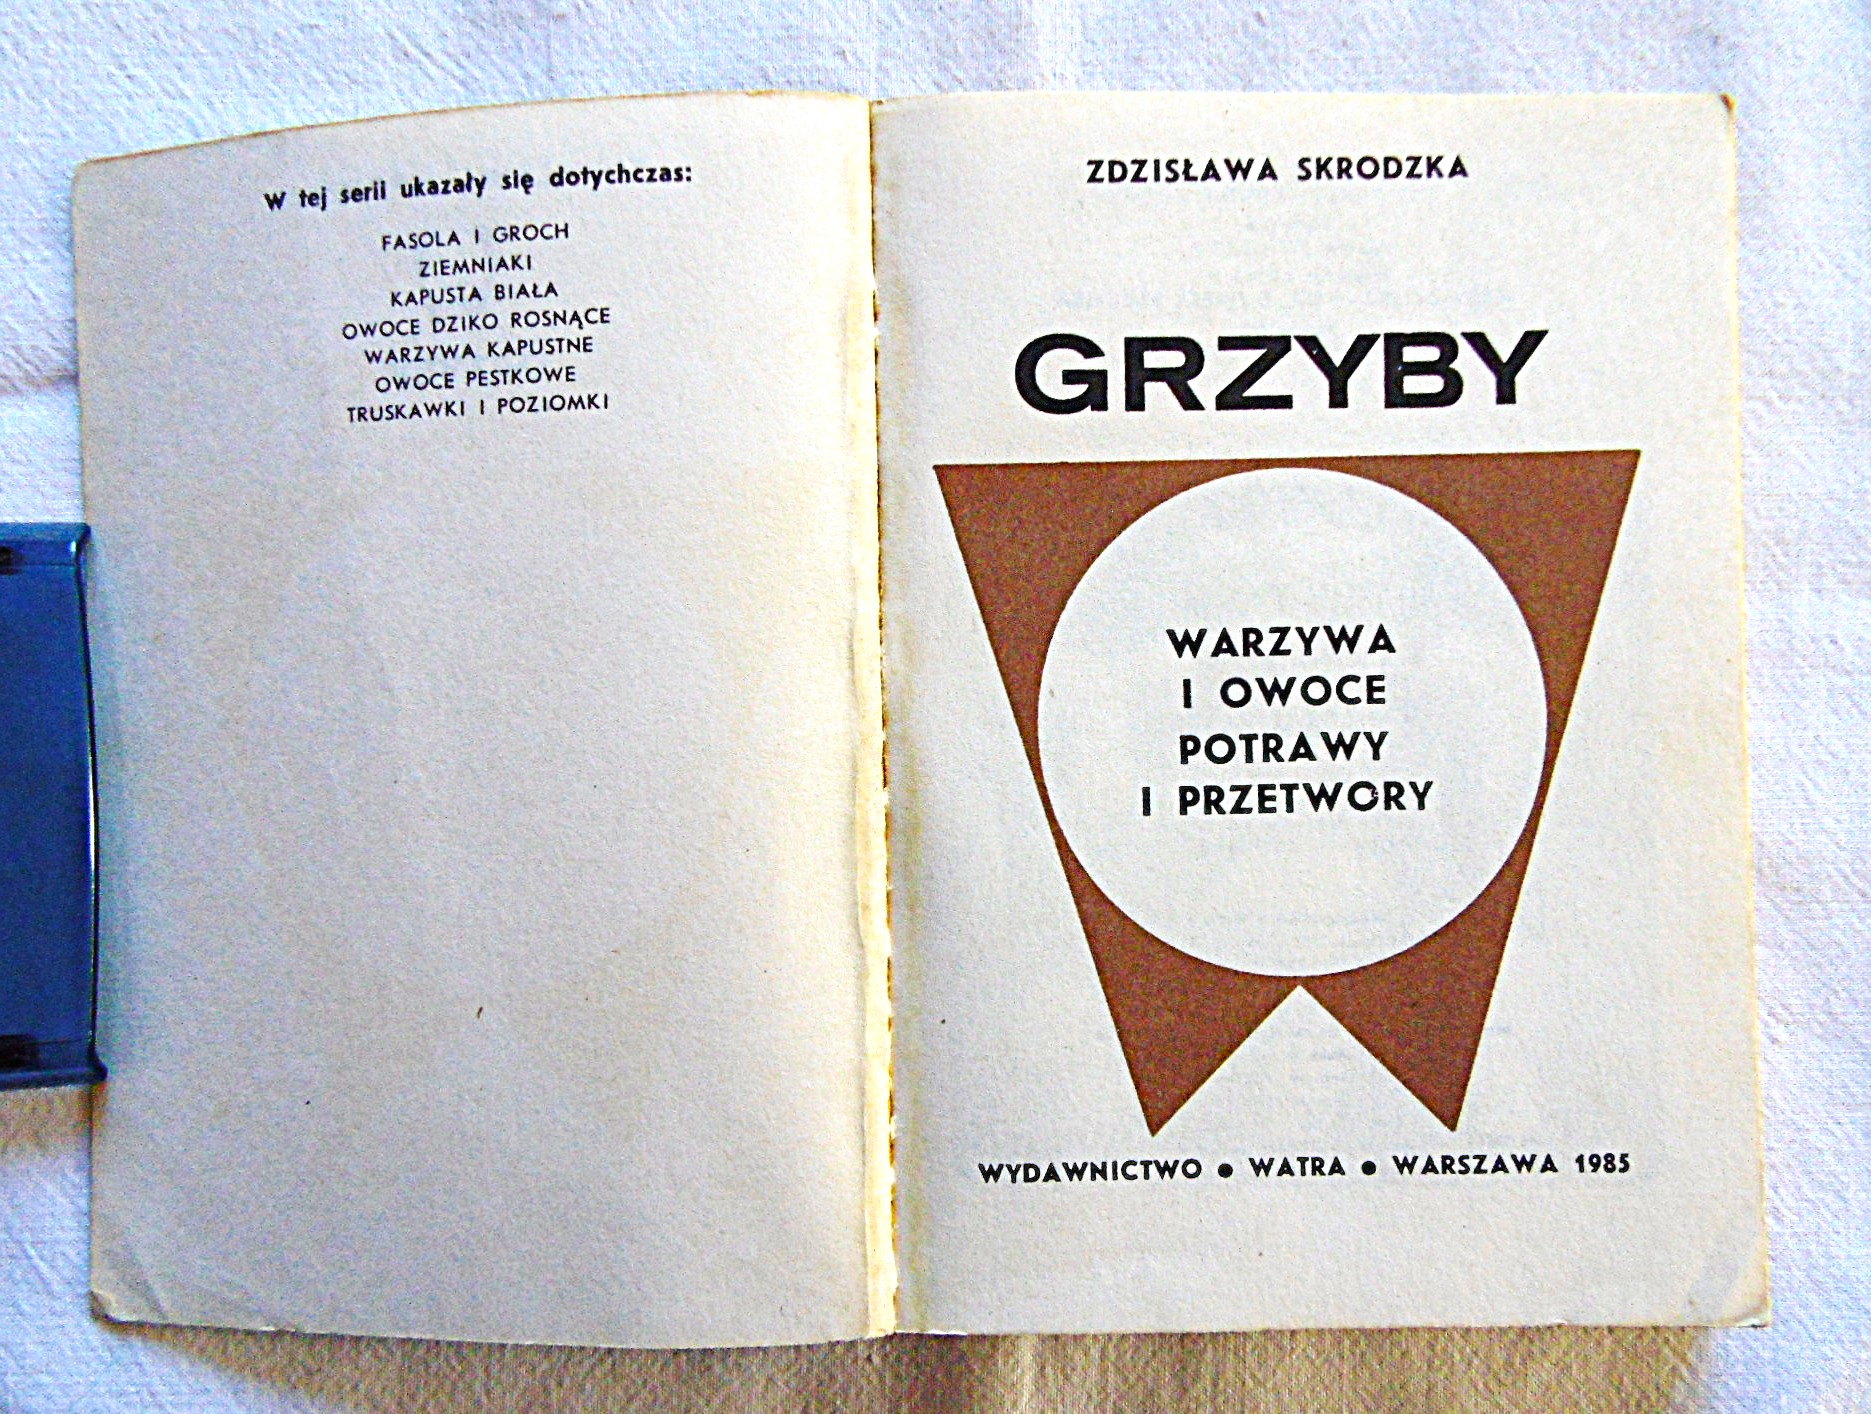 W tej serii ukazały się dotychczas:
FASOLA I GROCH
ZIEMNIAKI
KAPUSTA BIAŁA
OWOCE DZIKO ROSNĄCE
WARZYWA KAPUSTNE
OWOCE PESTKOWE
TRUSKAWKI I POZIOMKI
ZDZISŁAWA SKRODZKA
GRZYBY
WARZYWA
I OWOCE
POTRAWY
I PRZETWORY
WYDAWNICTWO ● WATRA ● WARSZAWA 1985